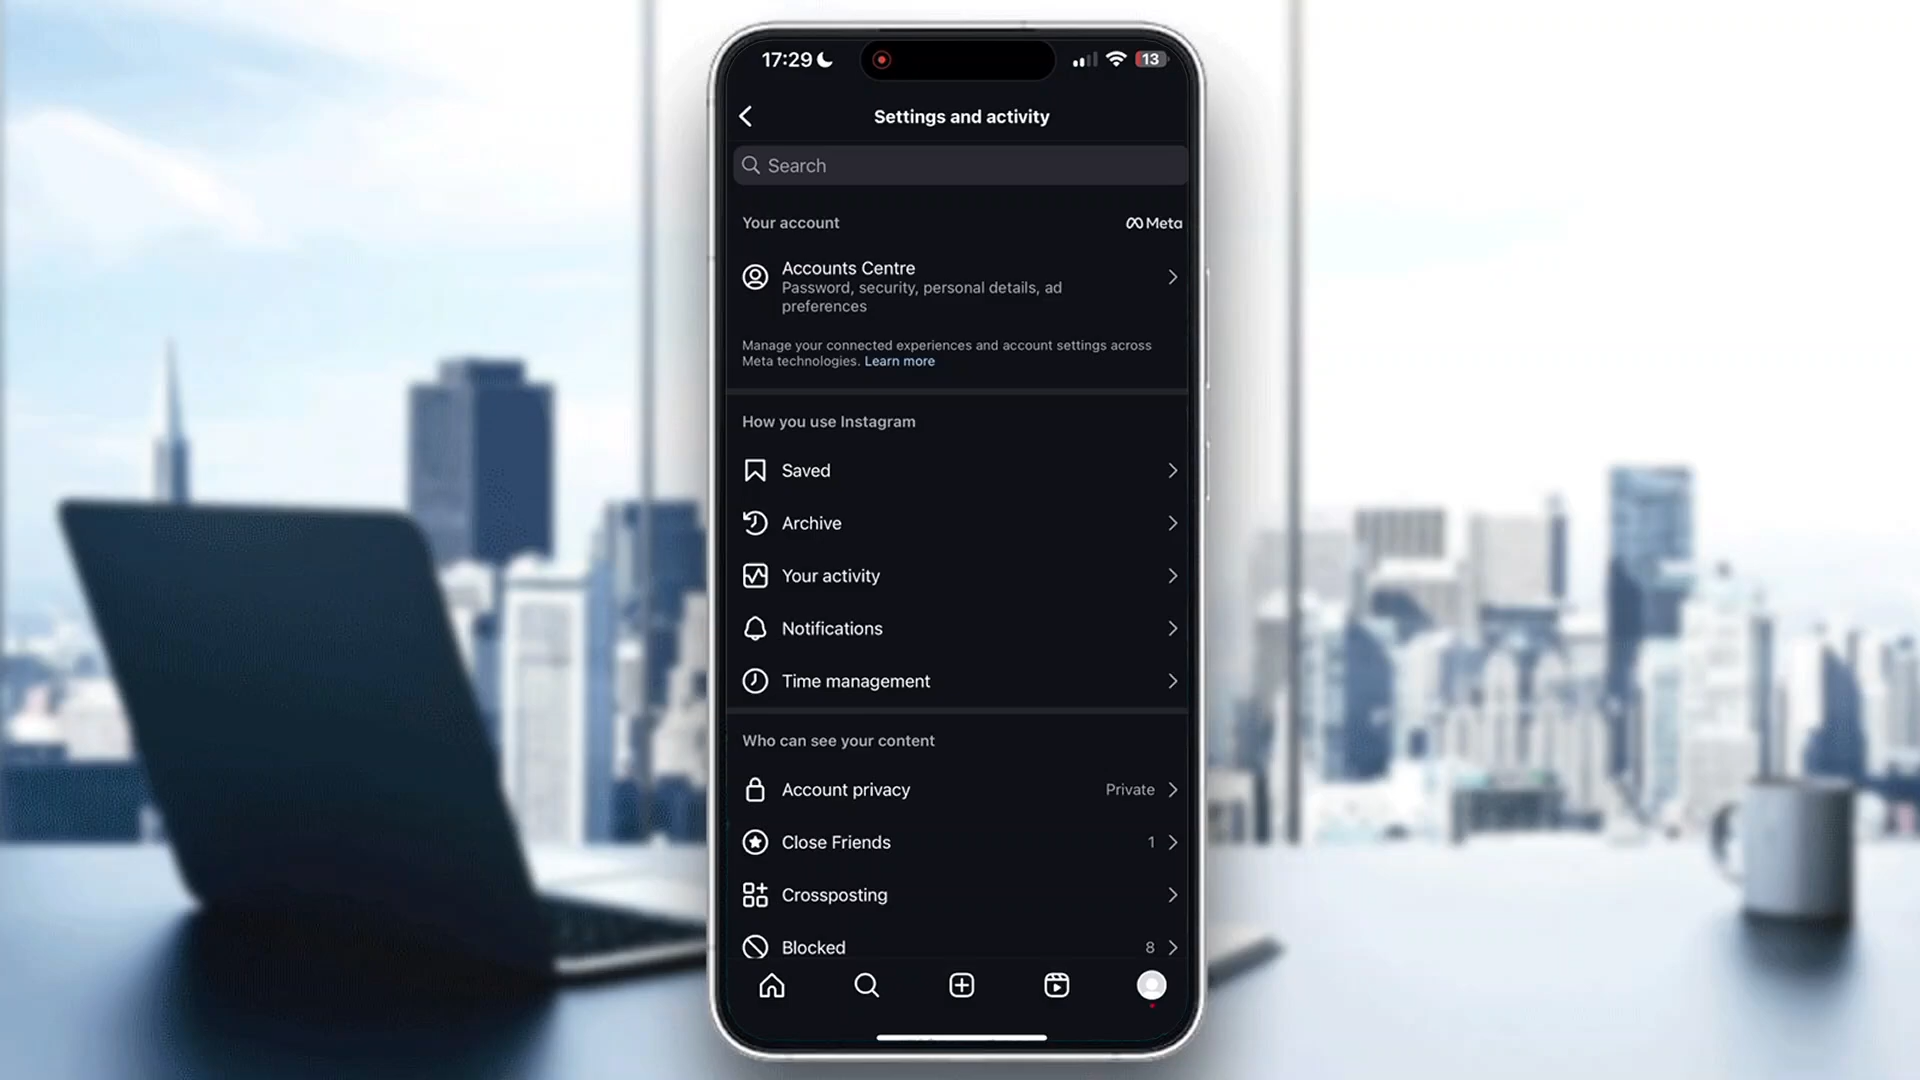 17:29
13
Settings and activity
Search
Your account
Meta
Accounts Centre
Password, security, personal details, ad
preferences
Manage your connected experiences and account settings across
Meta technologies. Learn more
How you use Instagram
Saved
Archive
Your activity
Notifications
Time management
Who can see your content
Account privacy
Private
Close Friends
1
Crossposting
Blocked
8